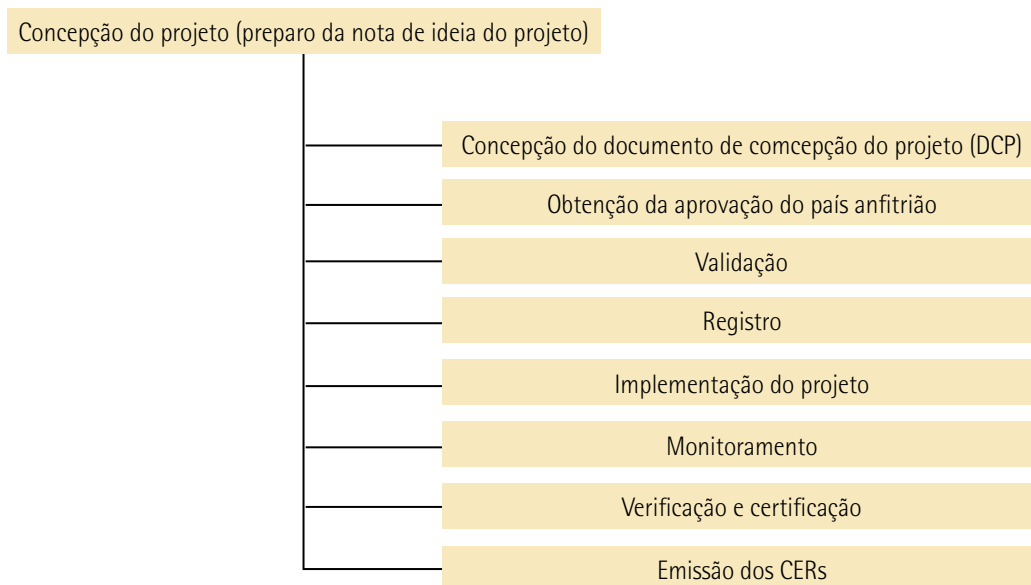 Concepção do projeto (preparo da nota de ideia do projeto)
Concepção do documento de comcepção do projeto (DCP)
Obtenção da aprovação do país anfitrião
Validação
Registro
Implementação do projeto
Monitoramento
Verificação e certificação
Emissão dos CERs